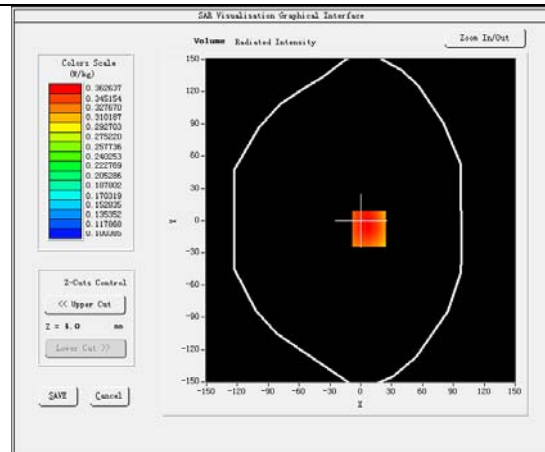 SAR Visualisation Graphical Interface
Volume Radiated Intensity
Zoom In/Out
Colors Scale
(W/kg)
0.362637
0.345154
0.327670
0.310187
0.292703
0.275220
0.257736
0.240253
0.222769
0.205286
0.187802
0.170319
0.152835
0.135352
0.117868
0.100385
Z-Cuts Control
<< Upper Cut
Z = 4.0 mm
Lower Cut >>
SAVE Cancel
150
120
90
60
30
0
-30
-60
-90
-120
-150
Y
-150 -120 -90 -60 -30 0 30 60 90 120 150
X